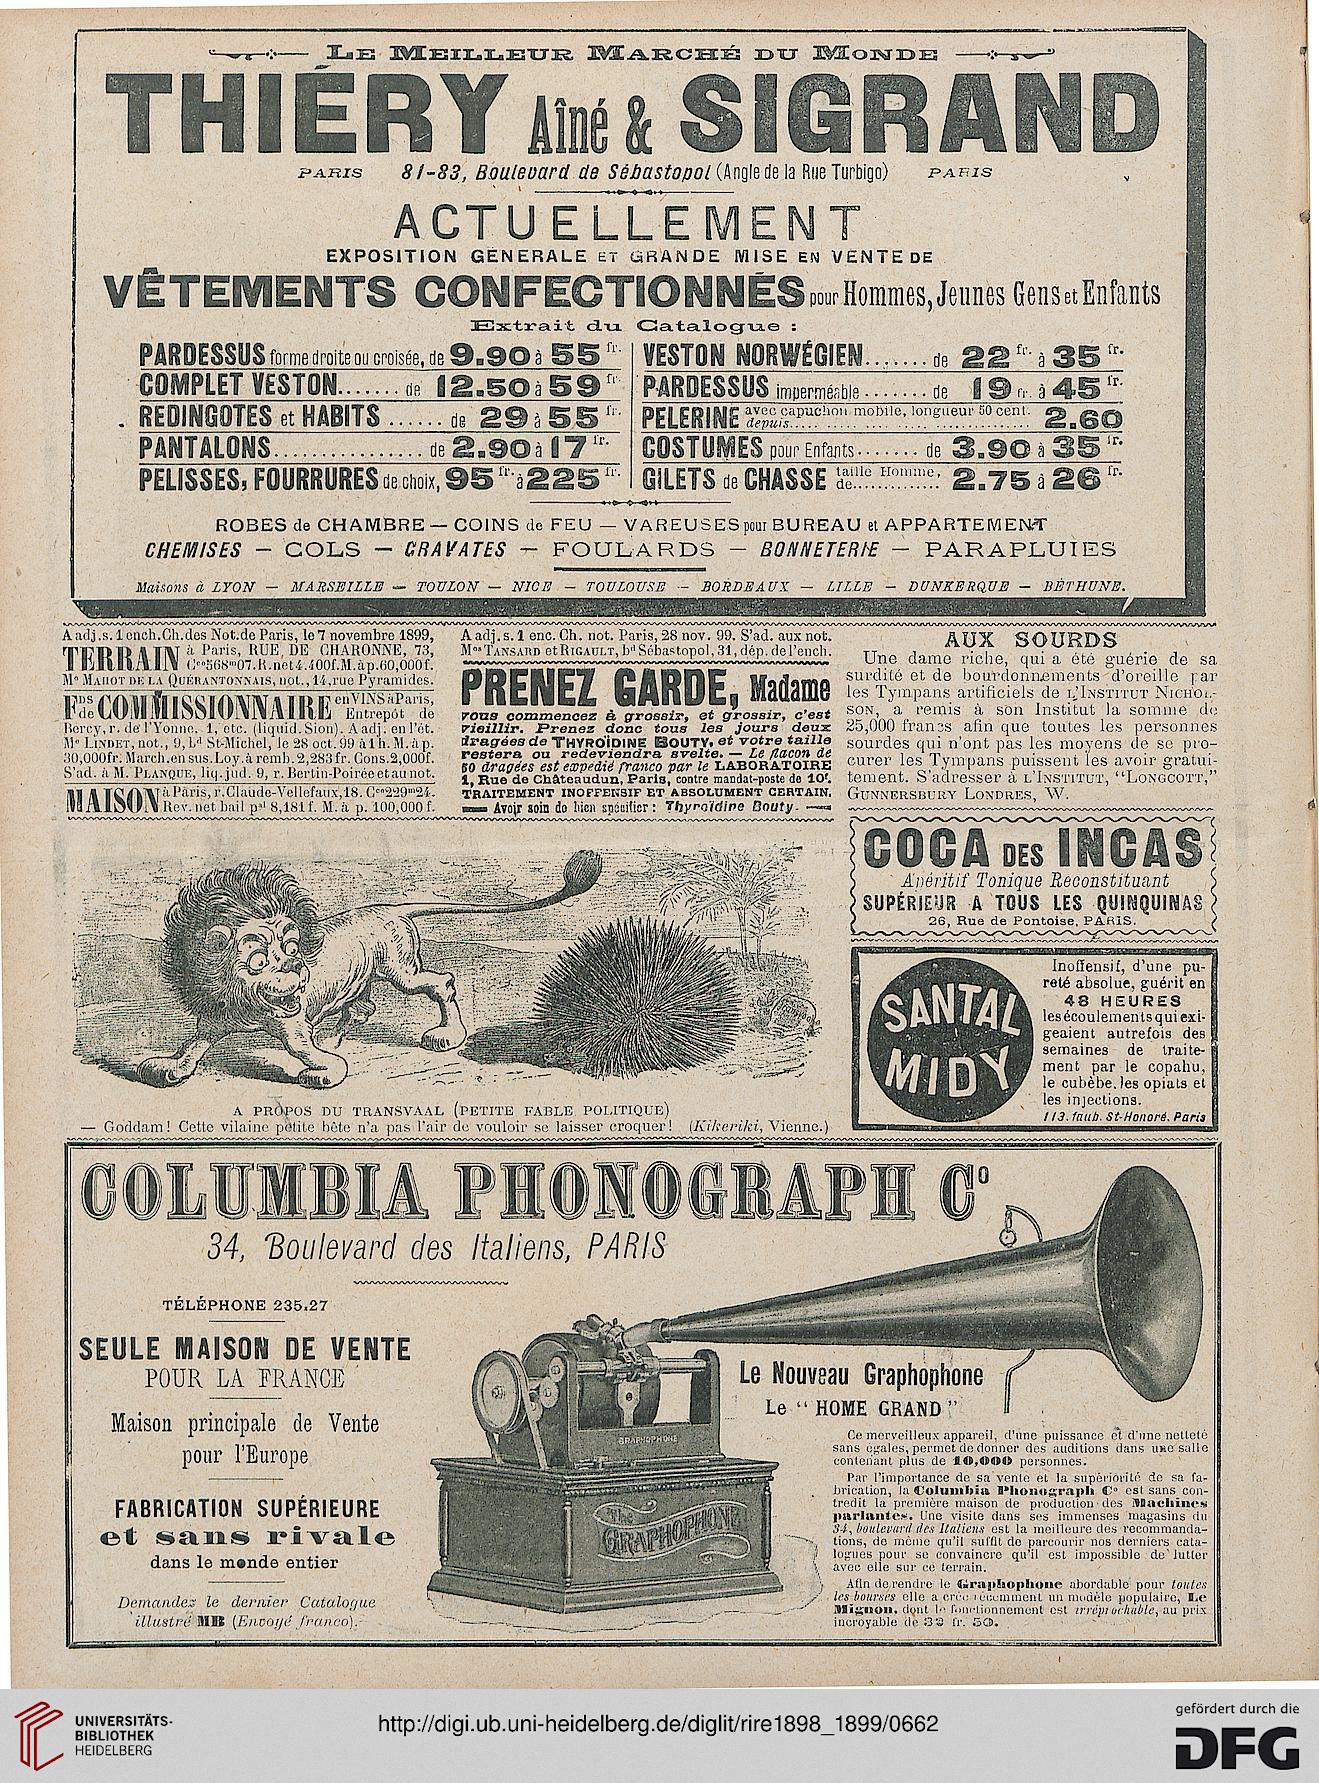 LE MEILLEUR MARCHÉ DU MONDE
THIÉRY Aîné & SIGRAND
PARIS 81-83, Boulevard de Sébastopol (Angle de la Rue Turbigo) PARIS
ACTUELLEMENT
EXPOSITION GÉNÉRALE ET GRANDE MISE EN VENTE DE
VÊTEMENTS CONFECTIONNÉS pour Hommes, Jeunes Gens et Enfants
Extrait du Catalogue :
PARDESSUS forme droite ou croisée, de 9.90 à 55 fr.
COMPLET VESTON....... de 12.50 à 59 fr.
REDINGOTES et HABITS ...... de 29 à 55 fr.
PANTALONS................ de 2.90 à 17 fr.
PELISSES, FOURRURES de choix, 95 fr. à 225 fr.
VESTON NORWÉGIEN....... de 22 fr. à 35 fr.
PARDESSUS imperméable ....... de 19 fr. à 45 fr.
PELERINE avec capuchon mobile, longueur 50 cent. depuis..... 2.60
COSTUMES pour Enfants....... de 3.90 à 35 fr.
GILETS de CHASSE taille Homme, de............. 2.75 à 26 fr.
ROBES de CHAMBRE — COINS de FEU — VAREUSES pour BUREAU et APPARTEMENT
CHEMISES — COLS — CRAVATES — FOULARDS — BONNETERIE — PARAPLUIES
Maisons à LYON — MARSEILLE — TOULON — NICE — TOULOUSE — BORDEAUX — LILLE — DUNKERQUE — BÉTHUNE.
A adj. s. 1 ench. Ch. des Not. de Paris, le 7 novembre 1899,
TERRAIN à Paris, RUE DE CHARONNE, 73,
Cce 568m07. R. net 4.400f. M. à p. 60,000f.
Me MAHOT DE LA QUÉRANTONNAIS, not., 14, rue Pyramides.
Fds de COMMISSIONNAIRE en VINS à Paris, Entrepôt de
Bercy, r. de l'Yonne, 1, etc. (liquid. Sion). A adj. en l'ét.
Me LINDET, not., 9, bd St-Michel, le 28 oct. 99 à 1 h. M. à p.
30,000fr. March. en sus. Loy. à remb. 2,283 fr. Cons. 2,000f.
S'ad. à M. PLANQUE, liq. jud. 9, r. Bertin-Poirée et au not.
MAISON à Paris, r. Claude-Vellefaux, 18. Cce 229m24.
Rev. net bail pal 8,181 f. M. à p. 100,000 f.
A adj. s. 1 enc. Ch. not. Paris, 28 nov. 99. S'ad. aux not.
Mes TANSARD et RIGAULT, bd Sébastopol, 31, dép. de l'ench.
PRENEZ GARDE, Madame
vous commencez à grossir, et grossir, c'est
vieillir. Prenez donc tous les jours deux
dragées de THYROÏDINE BOUTY, et votre taille
restera ou redeviendra svelte. — Le flacon de
50 dragées est expédié franco par le LABORATOIRE
1, Rue de Châteaudun, Paris, contre mandat-poste de 10f.
TRAITEMENT INOFFENSIF ET ABSOLUMENT CERTAIN.
Avoir soin de bien spécifier : Thyroïdine Bouty.
AUX SOURDS
Une dame riche, qui a été guérie de sa
surdité et de bourdonnements d'oreille par
les Tympans artificiels de L'INSTITUT NICHOL-
SON, a remis à son Institut la somme de
25,000 francs afin que toutes les personnes
sourdes qui n'ont pas les moyens de se pro-
curer les Tympans puissent les avoir gratui-
tement. S'adresser à L'INSTITUT, "LONGCOTT,"
GUNNERSBURY LONDRES, W.
COCA DES INCAS
Apéritif Tonique Reconstituant
SUPÉRIEUR A TOUS LES QUINQUINAS
26, Rue de Pontoise, PARIS.
SANTAL
MIDY
Inoffensif, d'une pu-
reté absolue, guérit en
48 HEURES
les écoulements qui exi-
geaient autrefois des
semaines de traite-
ment par le copahu,
le cubèbe, les opiats et
les injections.
113, faub. St-Honoré, Paris
A PROPOS DU TRANSVAAL (PETITE FABLE POLITIQUE)
— Goddam ! Cette vilaine petite bête n'a pas l'air de vouloir se laisser croquer ! (Kikeriki, Vienne.)
COLUMBIA PHONOGRAPH Co
34, Boulevard des Italiens, PARIS
TÉLÉPHONE 235.27
SEULE MAISON DE VENTE
POUR LA FRANCE
Maison principale de Vente
pour l'Europe
FABRICATION SUPÉRIEURE
et sans rivale
dans le monde entier
Demandez le dernier Catalogue
illustré MB (Envoyé franco).
GRAPHOPHONE
The
GRAPHOPHONE
Le Nouveau Graphophone
Le "HOME GRAND"
Ce merveilleux appareil, d'une puissance et d'une netteté
sans égales, permet de donner des auditions dans une salle
contenant plus de 10,000 personnes.
Par l'importance de sa vente et la supériorité de sa fa-
brication, la Columbia Phonograph Co est sans con-
tredit la première maison de production des Machines
parlantes. Une visite dans ses immenses magasins du
34, boulevard des Italiens est la meilleure des recommanda-
tions, de même qu'il suffit de parcourir nos derniers cata-
logues pour se convaincre qu'il est impossible de lutter
avec elle sur ce terrain.
Afin de rendre le Graphophone abordable pour toutes
les bourses elle a créé récemment un modèle populaire, Le
Mignon, dont le fonctionnement est irréprochable, au prix
incroyable de 32 fr. 50.
UNIVERSITÄTS-
BIBLIOTHEK
HEIDELBERG
http://digi.ub.uni-heidelberg.de/diglit/rire1898_1899/0662
gefördert durch die
DFG